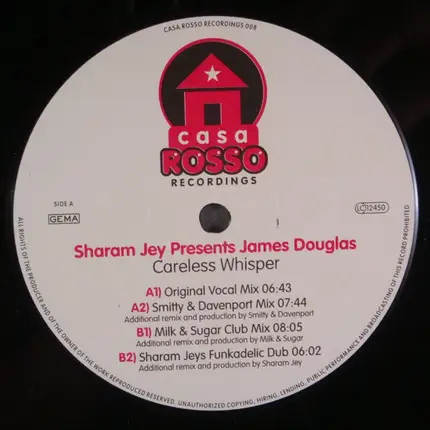 CASA ROSSO RECORDINGS 008
casa
ROSSO
RECORDINGS
SIDE A
GEMA
LC 12450
Sharam Jey Presents James Douglas
Careless Whisper
A1) Original Vocal Mix 06:43
A2) Smitty & Davenport Mix 07:44
Additional remix and production by Smitty & Davenport
B1) Milk & Sugar Club Mix 08:05
Additional remix and production by Milk & Sugar
B2) Sharam Jeys Funkadelic Dub 06:02
Additional remix and production by Sharam Jey
ALL RIGHTS OF THE PRODUCER AND OF THE OWNER OF THE WORK REPRODUCED RESERVED. UNAUTHORIZED COPYING, HIRING, LENDING, PUBLIC PERFORMANCE AND BROADCASTING OF THIS RECORD PROHIBITED